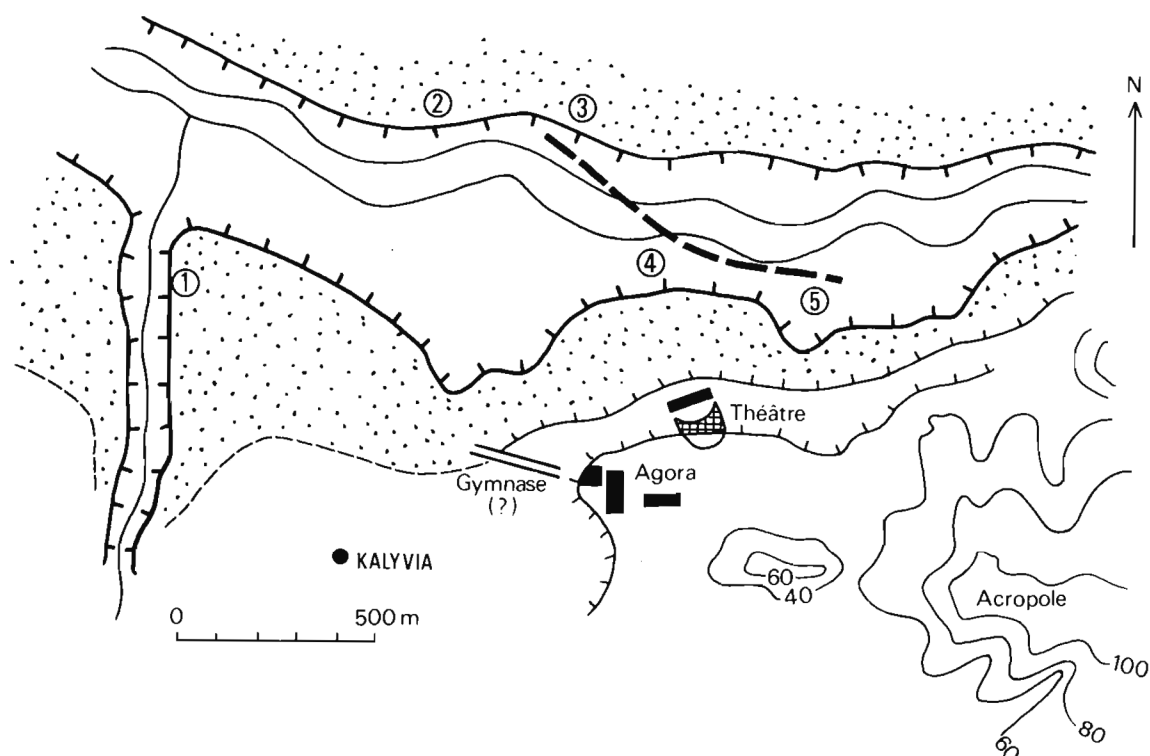 N
②
③
①
④
⑤
Théâtre
Gymnase
(?)
Agora
KALYVIA
0
500 m
60
40
Acropole
100
80
60